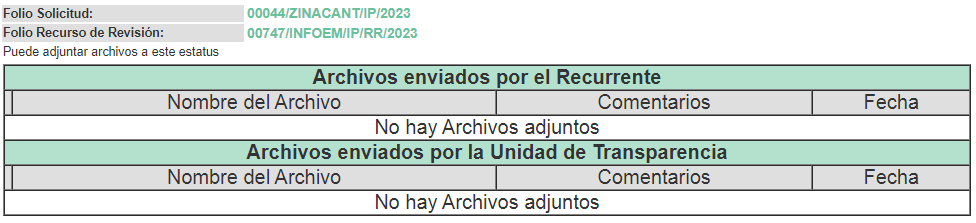 Folio Solicitud: 00044/ZINACANT/IP/2023
Folio Recurso de Revisión: 00747/INFOEM/IP/RR/2023
Puede adjuntar archivos a este estatus
Archivos enviados por el Recurrente
Nombre del Archivo Comentarios Fecha
No hay Archivos adjuntos
Archivos enviados por la Unidad de Transparencia
Nombre del Archivo Comentarios Fecha
No hay Archivos adjuntos